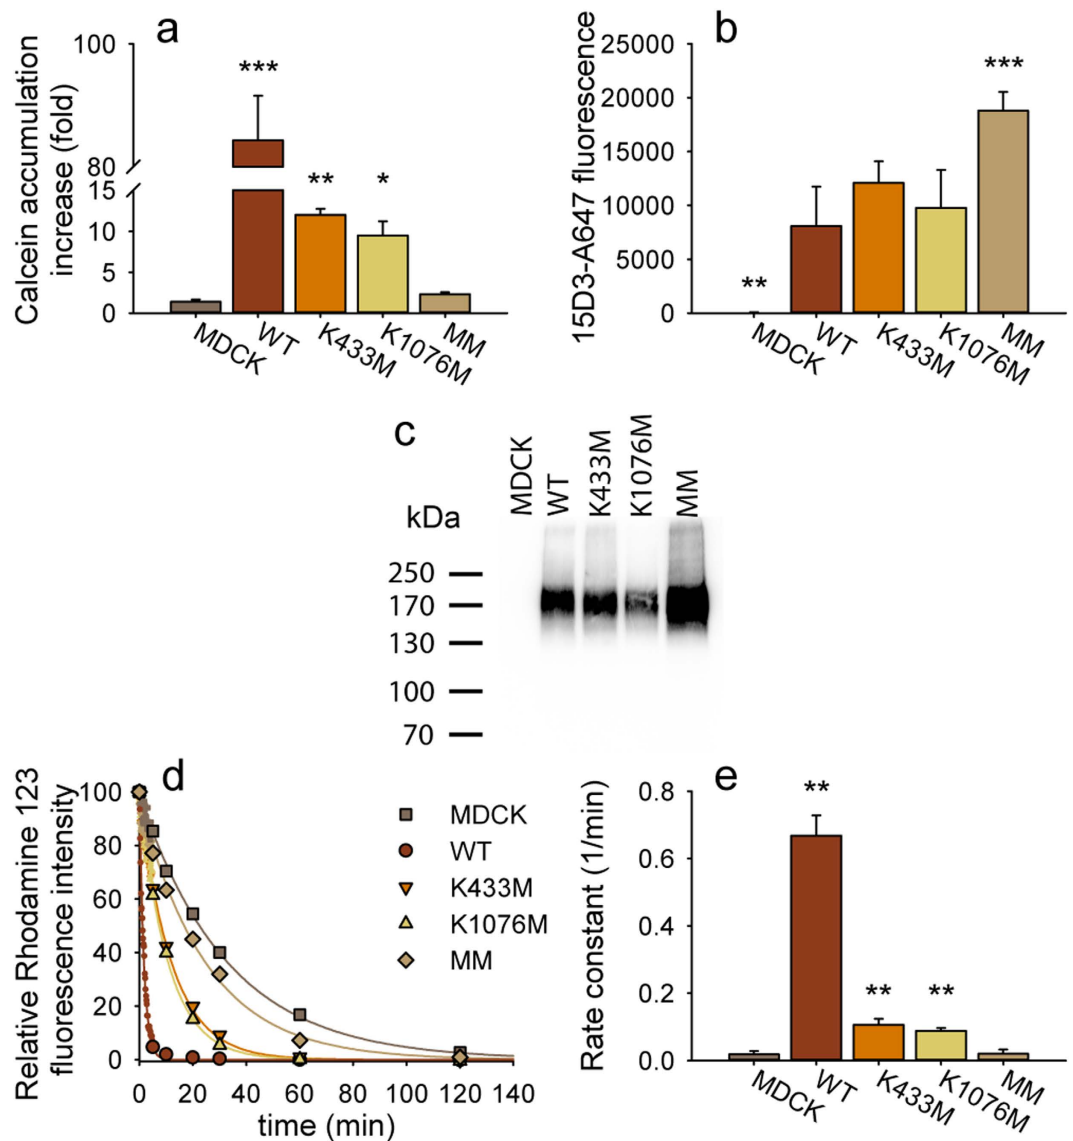 a
Calcein accumulation
increase (fold)
100
80
15
10
5
0
***
**
*
MDCK
WT
K433M
K1076M
MM
b
15D3-A647 fluorescence
25000
20000
15000
10000
5000
0
**
***
MDCK
WT
K433M
K1076M
MM
c
MDCK
WT
K433M
K1076M
MM
kDa
250
170
130
100
70
d
Relative Rhodamine 123
fluorescence intensity
100
80
60
40
20
0
0 20 40 60 80 100 120 140
time (min)
MDCK
WT
K433M
K1076M
MM
e
Rate constant (1/min)
0.8
0.6
0.4
0.2
0.0
**
**
**
MDCK
WT
K433M
K1076M
MM